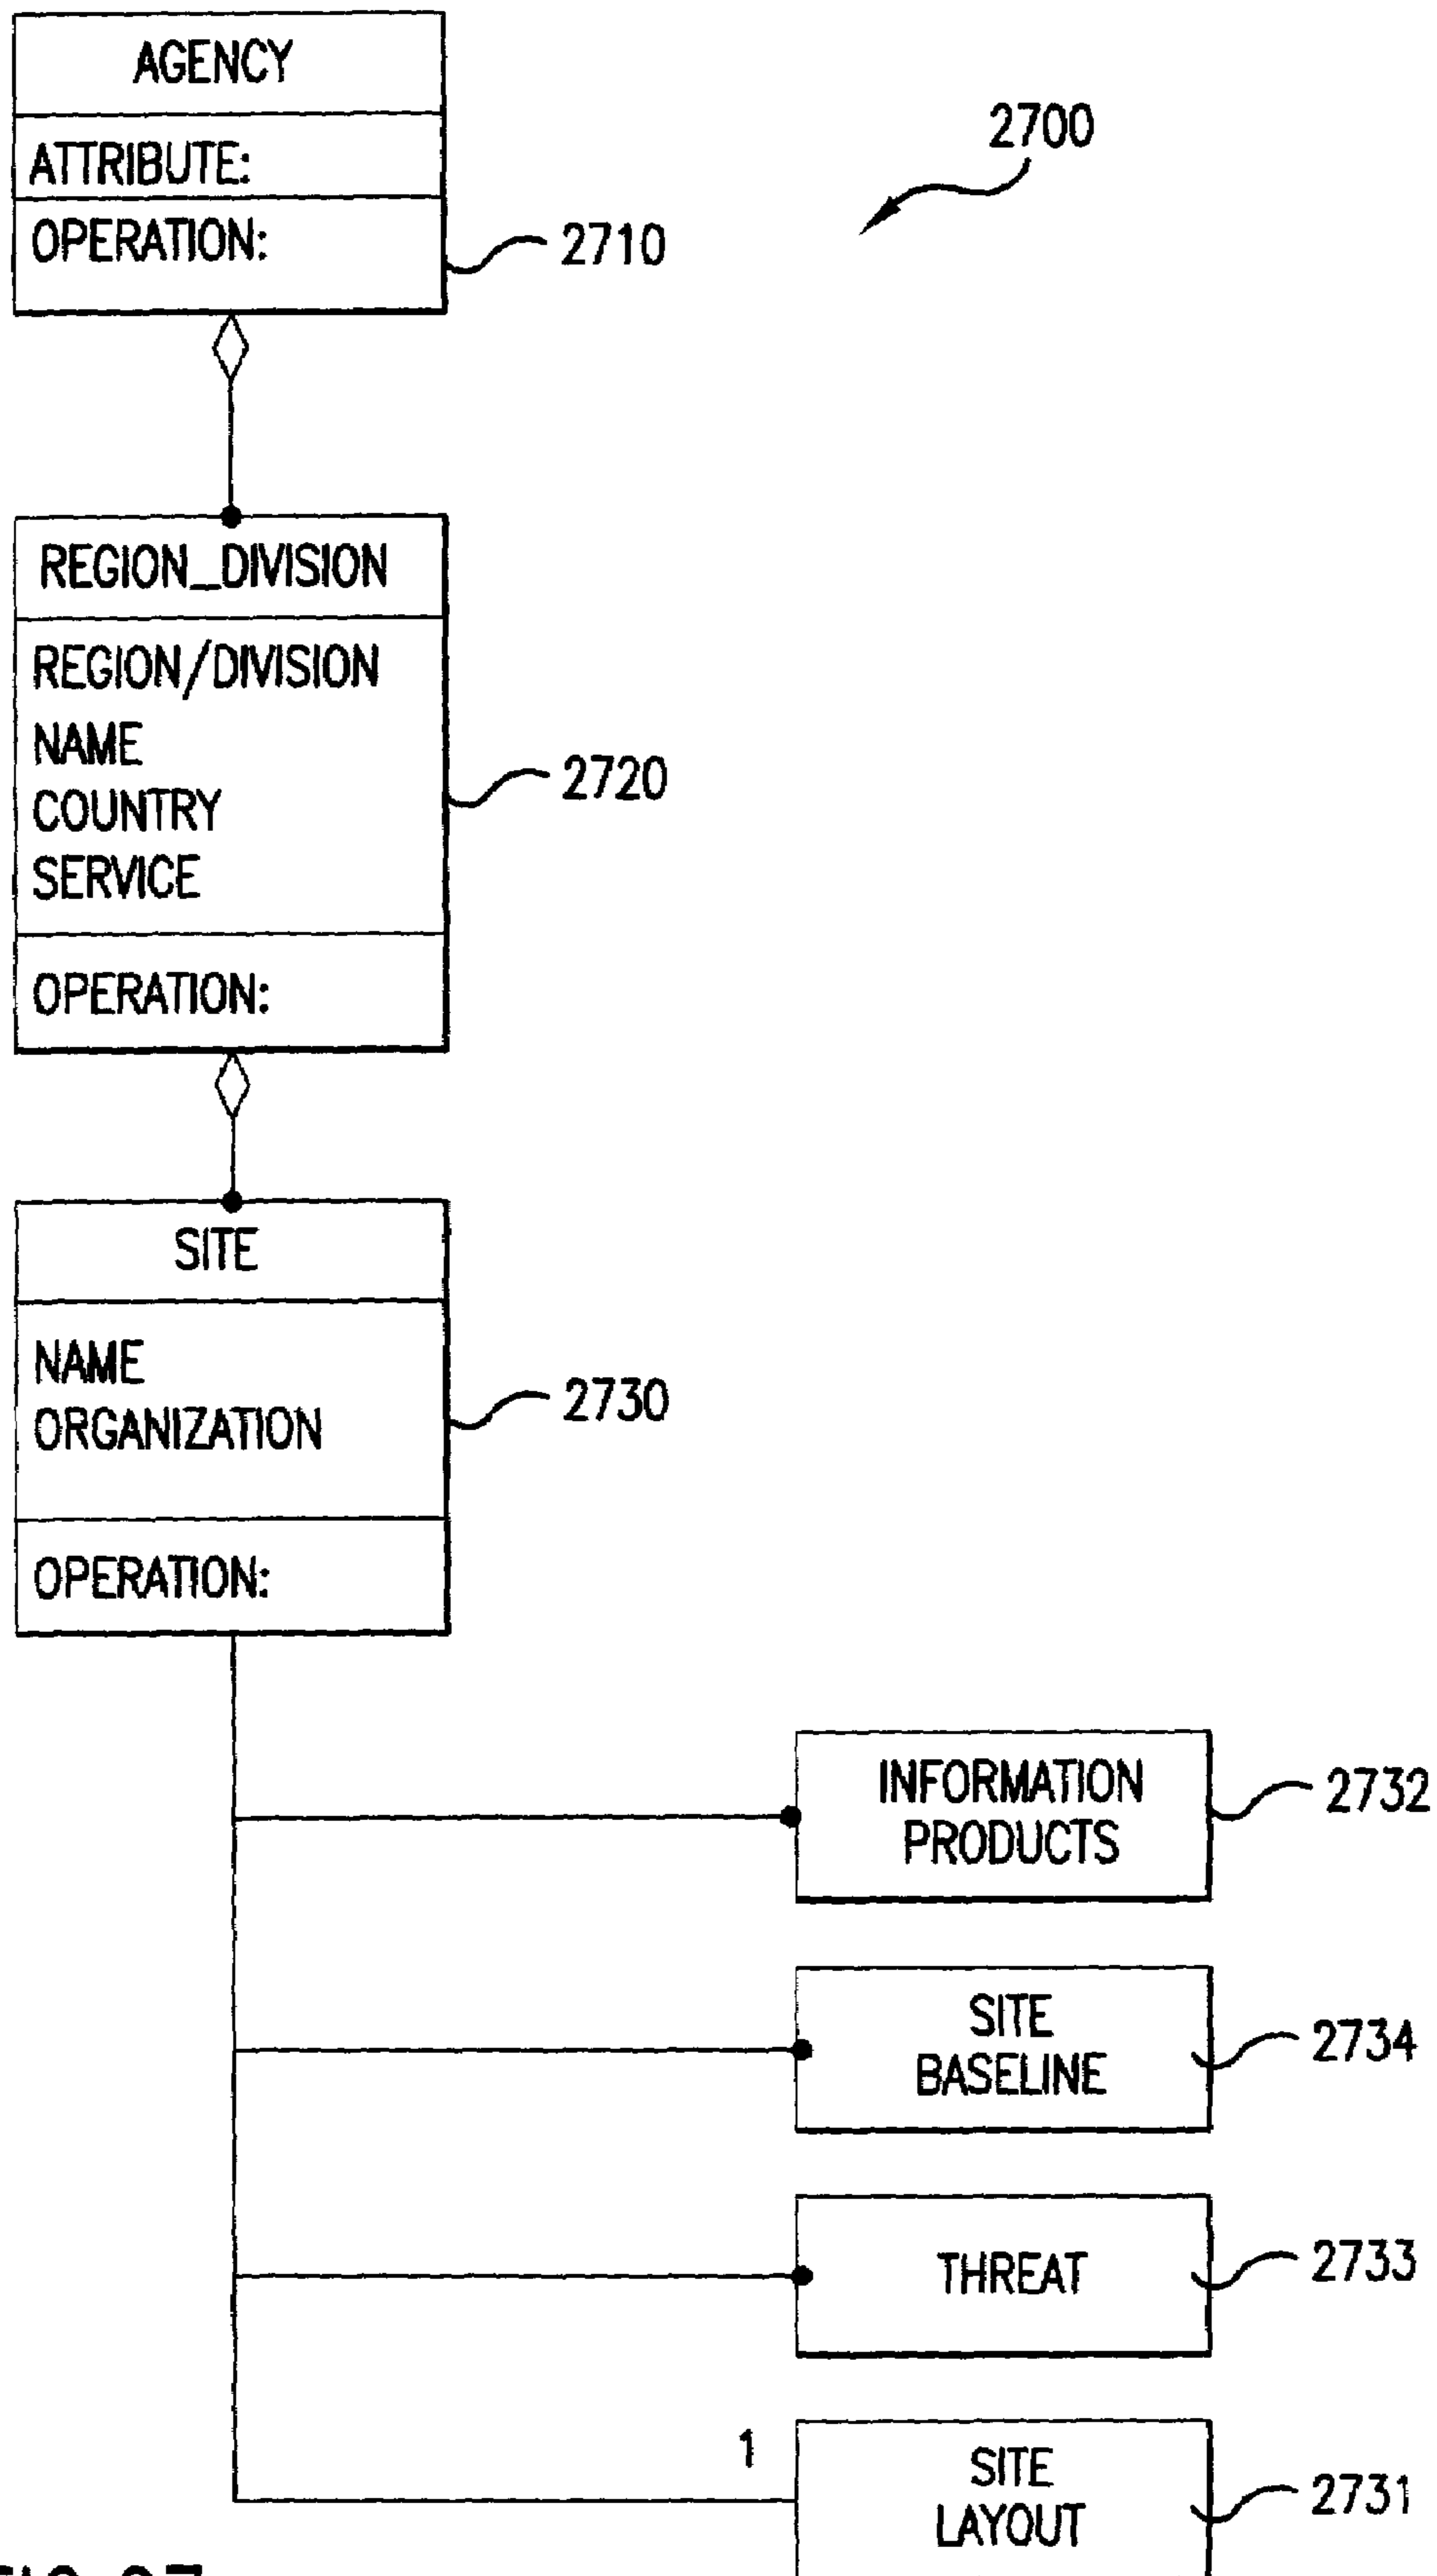 AGENCY
2700
ATTRIBUTE:
OPERATION:
2710
REGION_DIVISION
REGION/DIVISION
NAME
2720
COUNTRY
SERVICE
OPERATION:
SITE
NAME
2730
ORGANIZATION
OPERATION:
INFORMATION
2732
PRODUCTS
SITE
2734
BASELINE
THREAT
2733
1
SITE
2731
LAYOUT